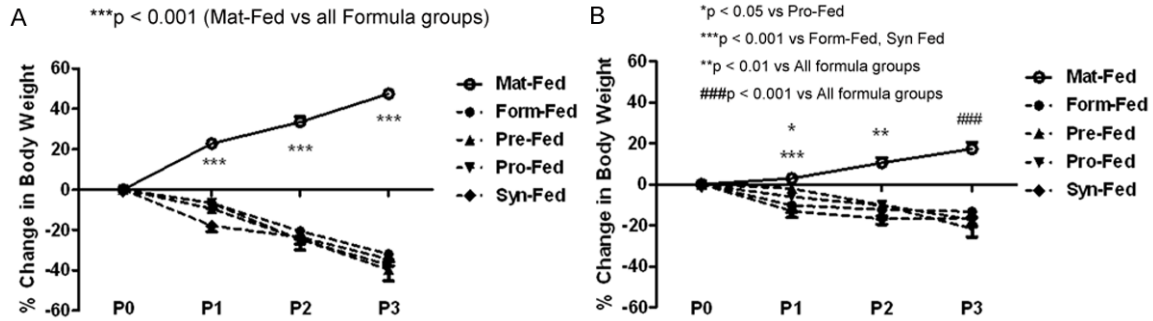 A
***p < 0.001 (Mat-Fed vs all Formula groups)
% Change in Body Weight
60
40
20
0
-20
-40
-60
*** *** ***
P0 P1 P2 P3
Mat-Fed
Form-Fed
Pre-Fed
Pro-Fed
Syn-Fed
B
*p < 0.05 vs Pro-Fed
***p < 0.001 vs Form-Fed, Syn Fed
**p < 0.01 vs All formula groups
###p < 0.001 vs All formula groups
% Change in Body Weight
60
40
20
0
-20
-40
-60
* ** ###
***
P0 P1 P2 P3
Mat-Fed
Form-Fed
Pre-Fed
Pro-Fed
Syn-Fed